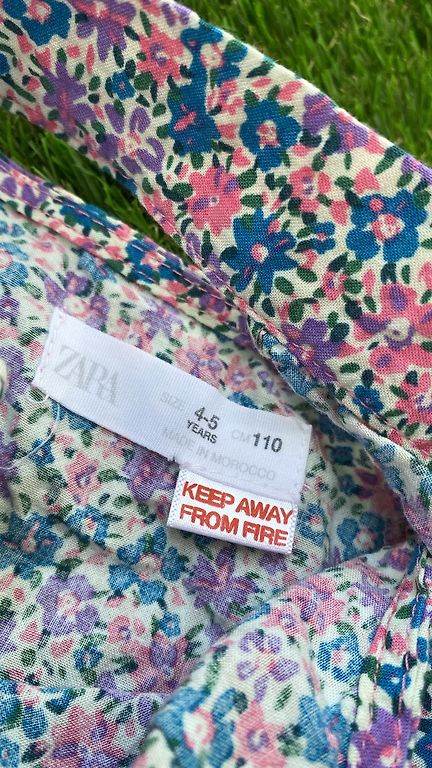 ZARA
SIZE 4-5 YEARS CM 110
MADE IN MOROCCO
KEEP AWAY
FROM FIRE